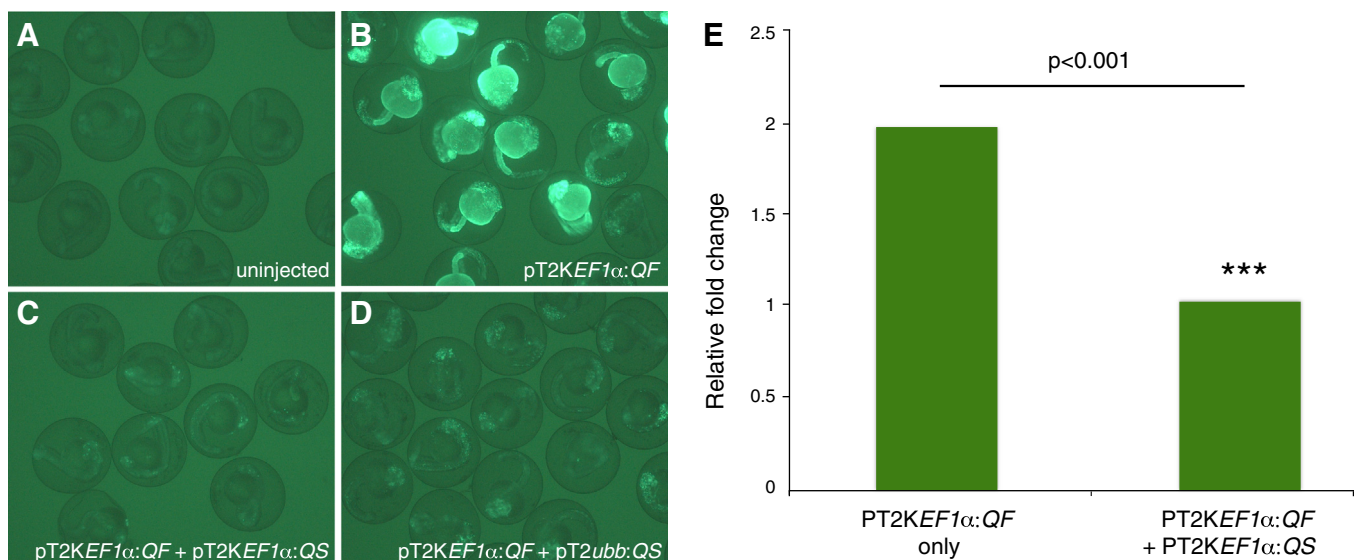 A
uninjected
B
pT2KEF1α:QF
C
pT2KEF1α:QF + pT2KEF1α:QS
D
pT2KEF1α:QF + pT2ubb:QS
E
Relative fold change
2.5
2
1.5
1
0.5
0
p<0.001
***
PT2KEF1α:QF
only
PT2KEF1α:QF
+ PT2KEF1α:QS